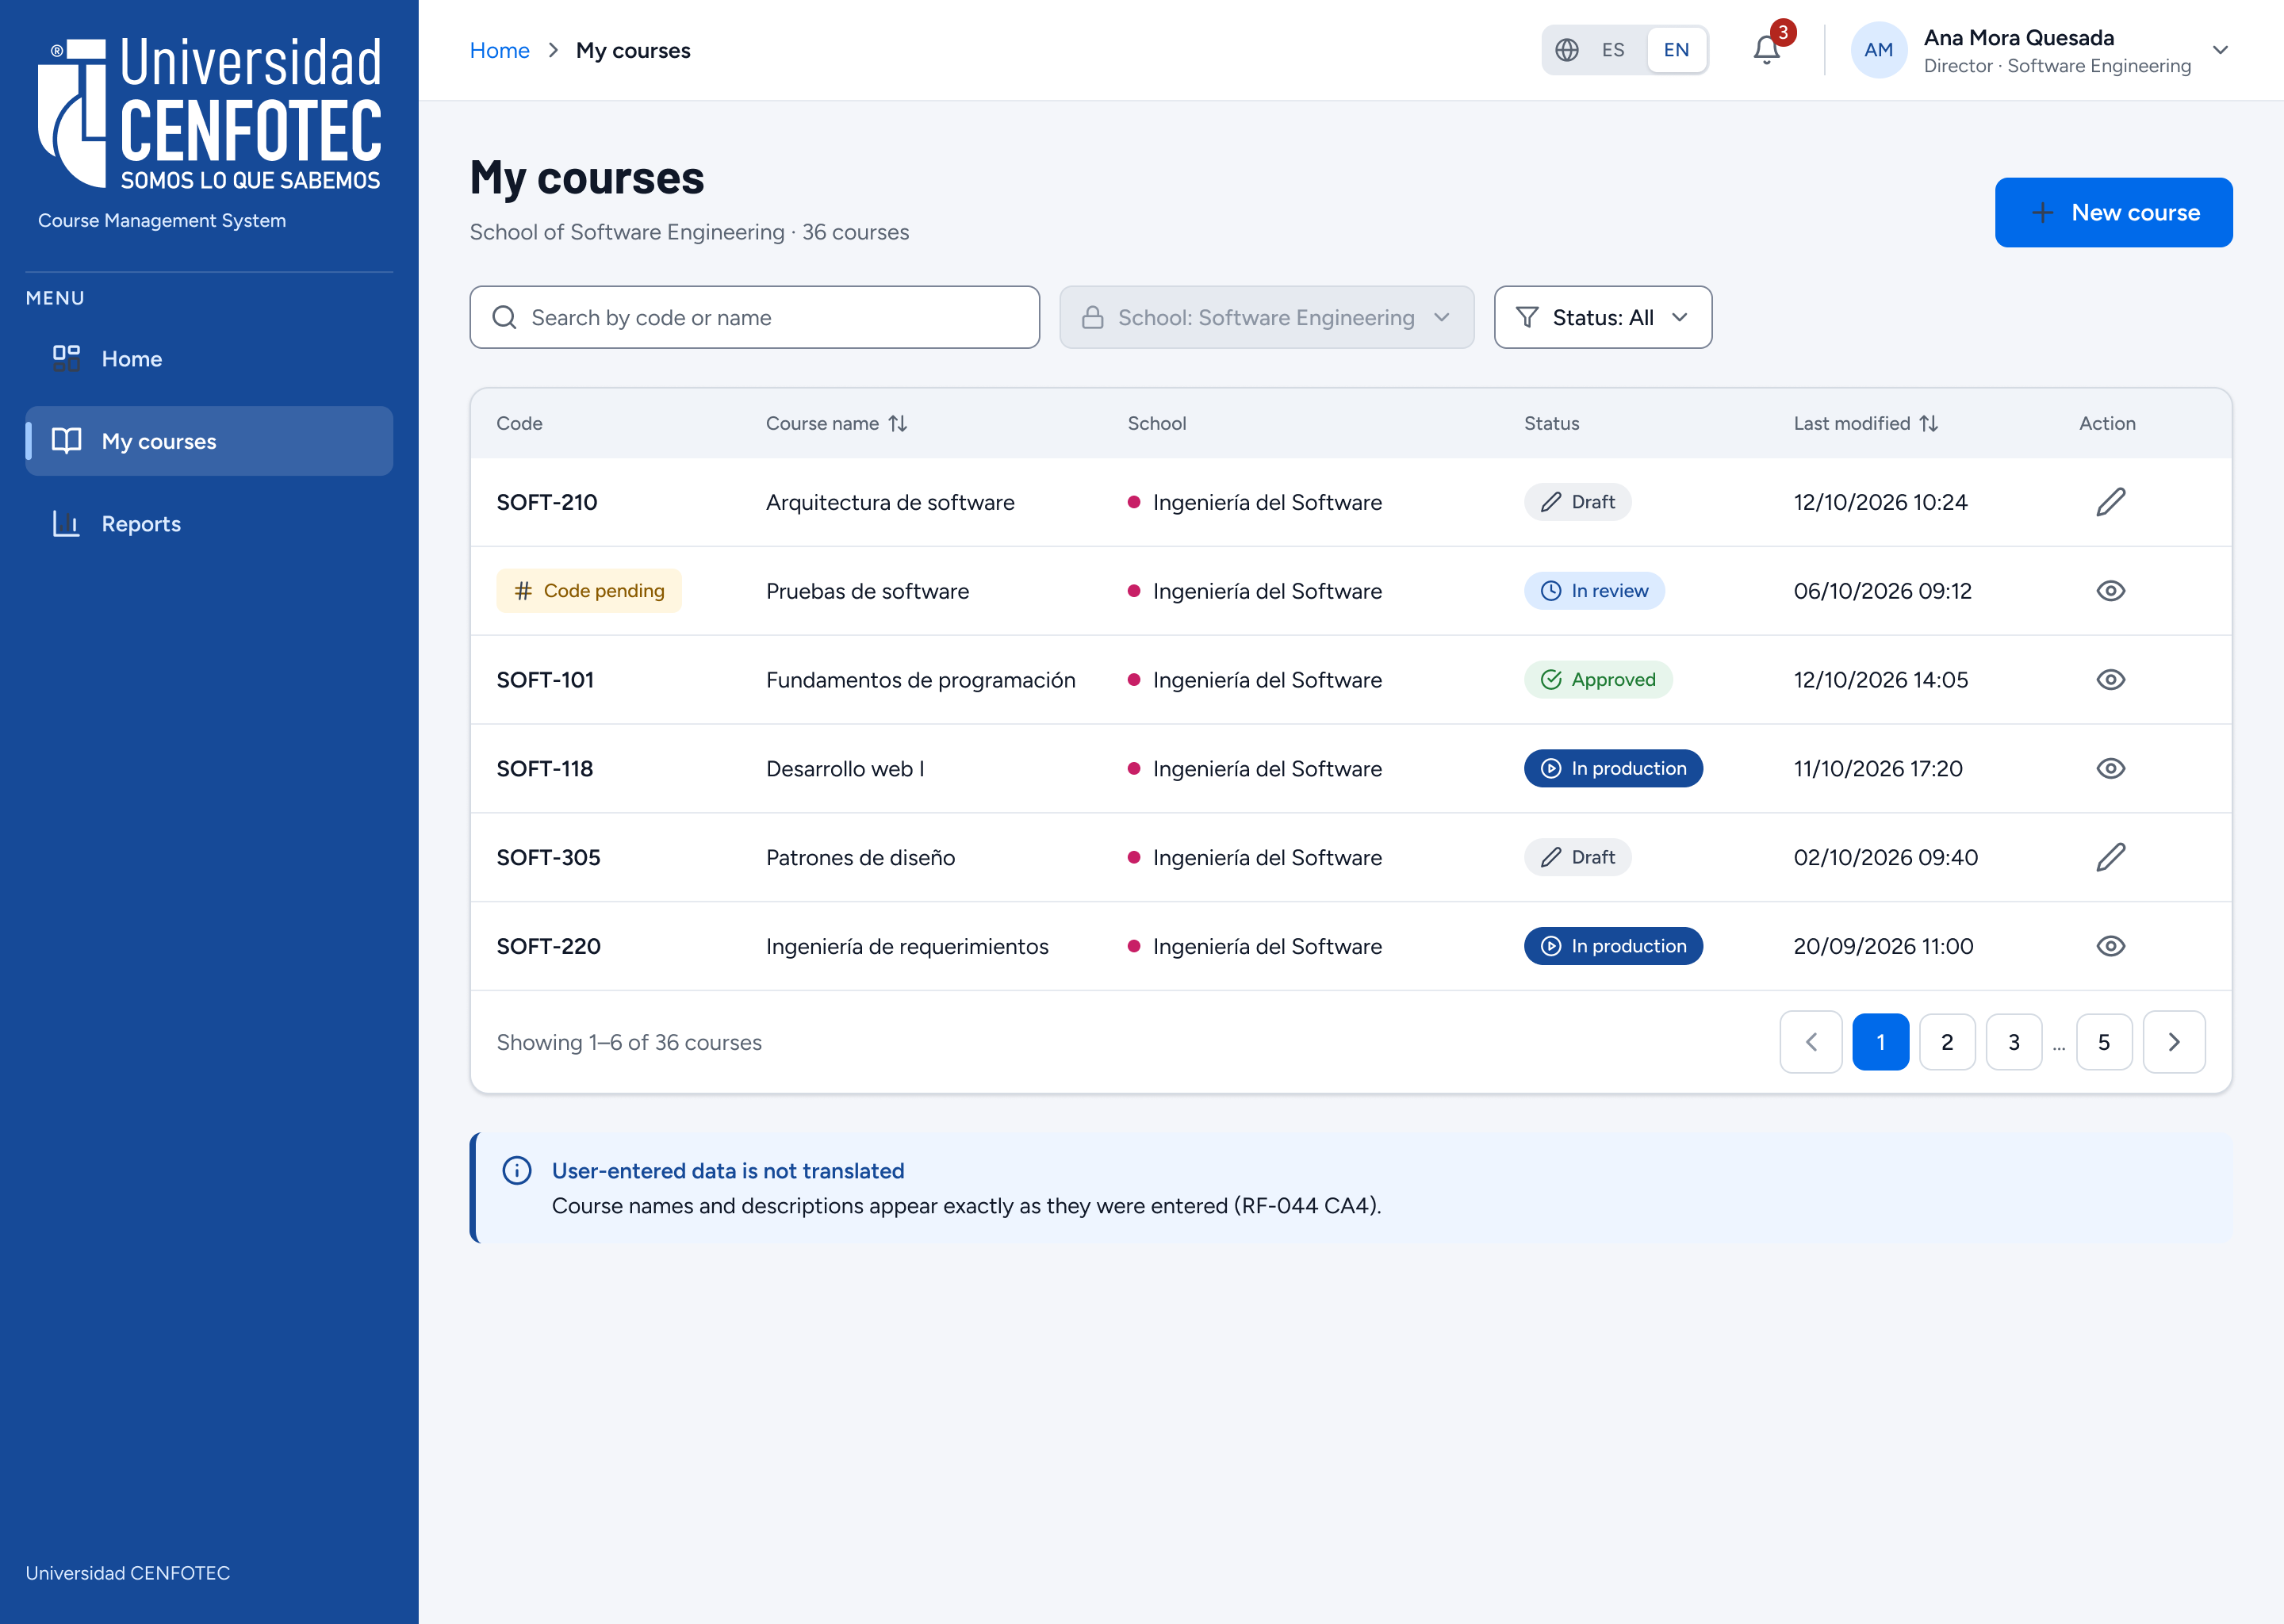 ® Universidad
CENFOTEC
SOMOS LO QUE SABEMOS
Course Management System
MENU
Home
My courses
Reports
Universidad CENFOTEC
Home > My courses
ES EN
3
AM
Ana Mora Quesada
Director · Software Engineering
My courses
School of Software Engineering · 36 courses
New course
Search by code or name
School: Software Engineering
Status: All
Code Course name School Status Last modified Action
SOFT-210 Arquitectura de software Ingeniería del Software Draft 12/10/2026 10:24
# Code pending Pruebas de software Ingeniería del Software In review 06/10/2026 09:12
SOFT-101 Fundamentos de programación Ingeniería del Software Approved 12/10/2026 14:05
SOFT-118 Desarrollo web I Ingeniería del Software In production 11/10/2026 17:20
SOFT-305 Patrones de diseño Ingeniería del Software Draft 02/10/2026 09:40
SOFT-220 Ingeniería de requerimientos Ingeniería del Software In production 20/09/2026 11:00
Showing 1–6 of 36 courses
1 2 3 ... 5
User-entered data is not translated
Course names and descriptions appear exactly as they were entered (RF-044 CA4).